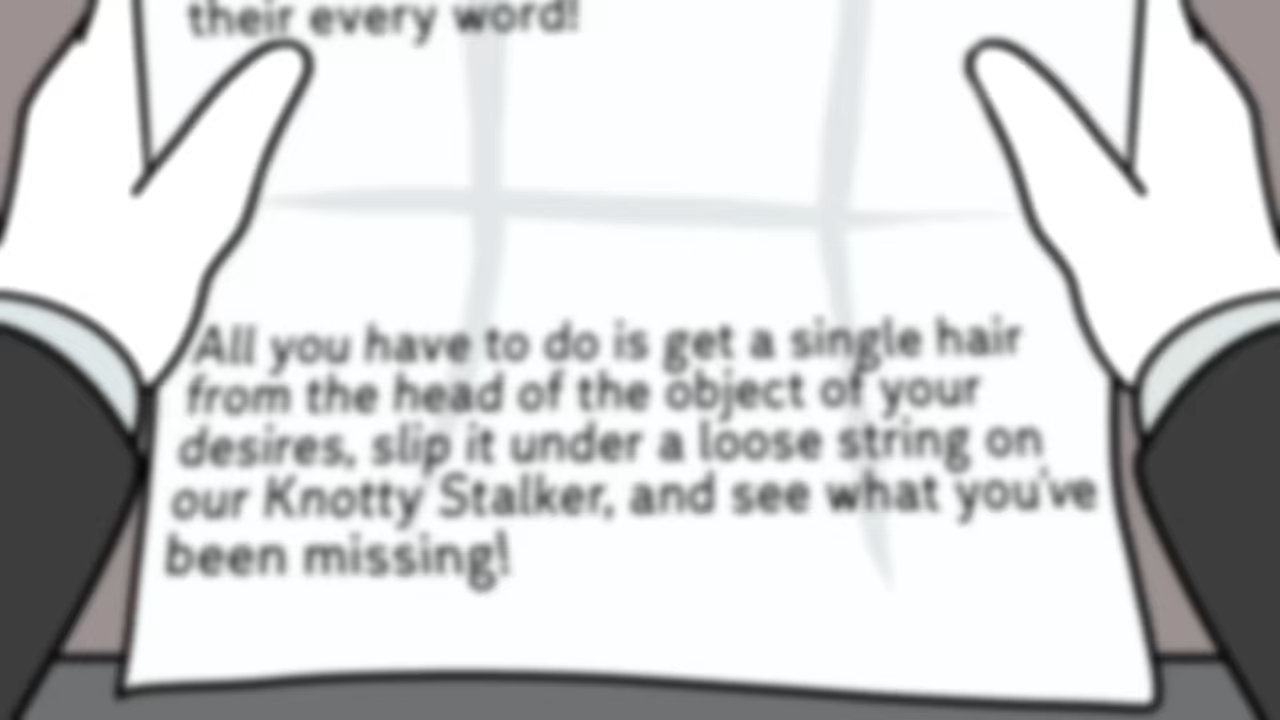 their every word!
All you have to do is get a single hair
from the head of the object of your
desires, slip it under a loose string on
our Knotty Stalker, and see what you've
been missing!